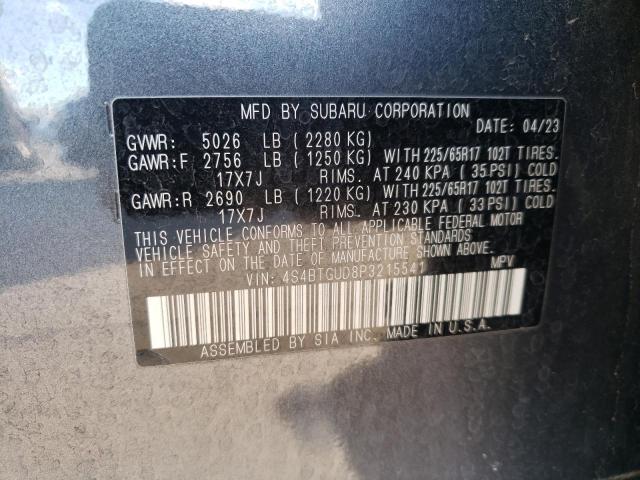 MFD BY SUBARU CORPORATION
DATE: 04/23
GVWR: 5026 LB ( 2280 KG)
GAWR:F 2756 LB ( 1250 KG) WITH 225/65R17 102T TIRES.
17X7J RIMS. AT 240 KPA ( 35 PSI) COLD
GAWR:R 2690 LB ( 1220 KG) WITH 225/65R17 102T TIRES.
17X7J RIMS. AT 230 KPA ( 33 PSI) COLD
THIS VEHICLE CONFORMS TO ALL APPLICABLE FEDERAL MOTOR
VEHICLE SAFETY AND THEFT PREVENTION STANDARDS
IN EFFECT ON THE DATE OF MANUFACTURE SHOWN ABOVE.
VIN: 4S4BTGUD8P3215541 MPV
ASSEMBLED BY SIA INC. MADE IN U.S.A.